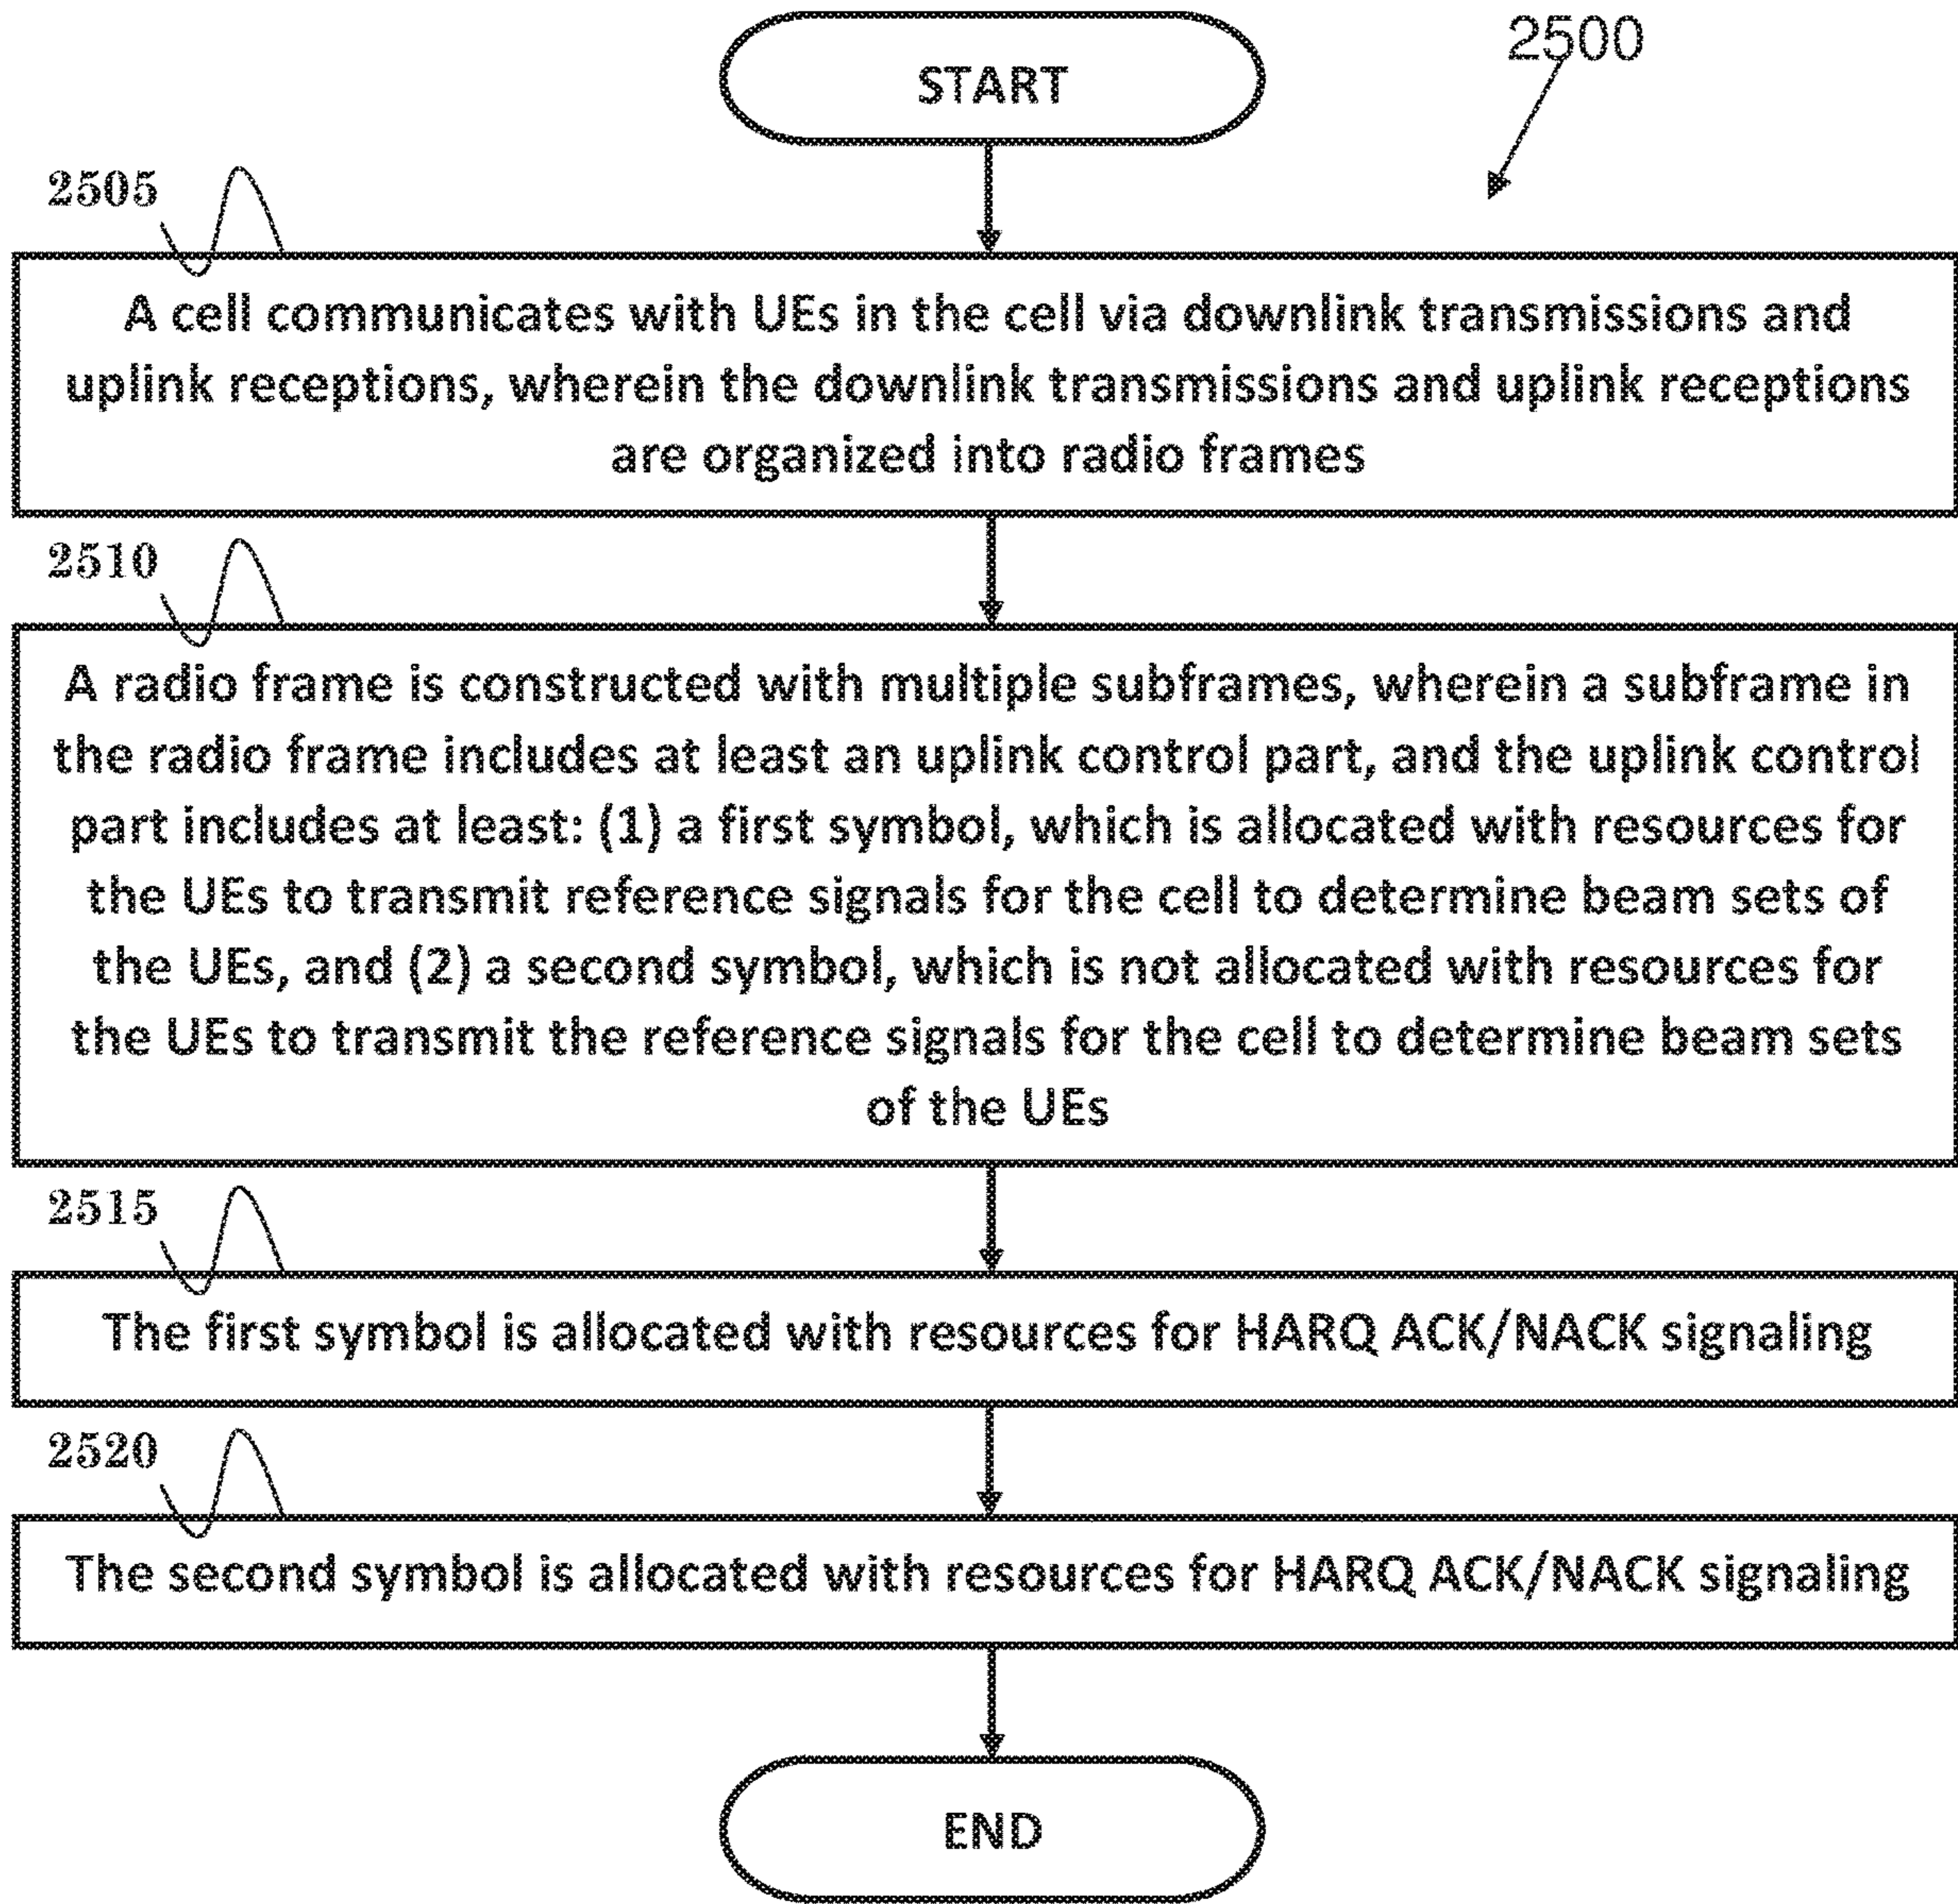 2500
START
2505
A cell communicates with UEs in the cell via downlink transmissions and
uplink receptions, wherein the downlink transmissions and uplink receptions
are organized into radio frames
2510
A radio frame is constructed with multiple subframes, wherein a subframe in
the radio frame includes at least an uplink control part, and the uplink control
part includes at least: (1) a first symbol, which is allocated with resources for
the UEs to transmit reference signals for the cell to determine beam sets of
the UEs, and (2) a second symbol, which is not allocated with resources for
the UEs to transmit the reference signals for the cell to determine beam sets
of the UEs
2515
The first symbol is allocated with resources for HARQ ACK/NACK signaling
2520
The second symbol is allocated with resources for HARQ ACK/NACK signaling
END